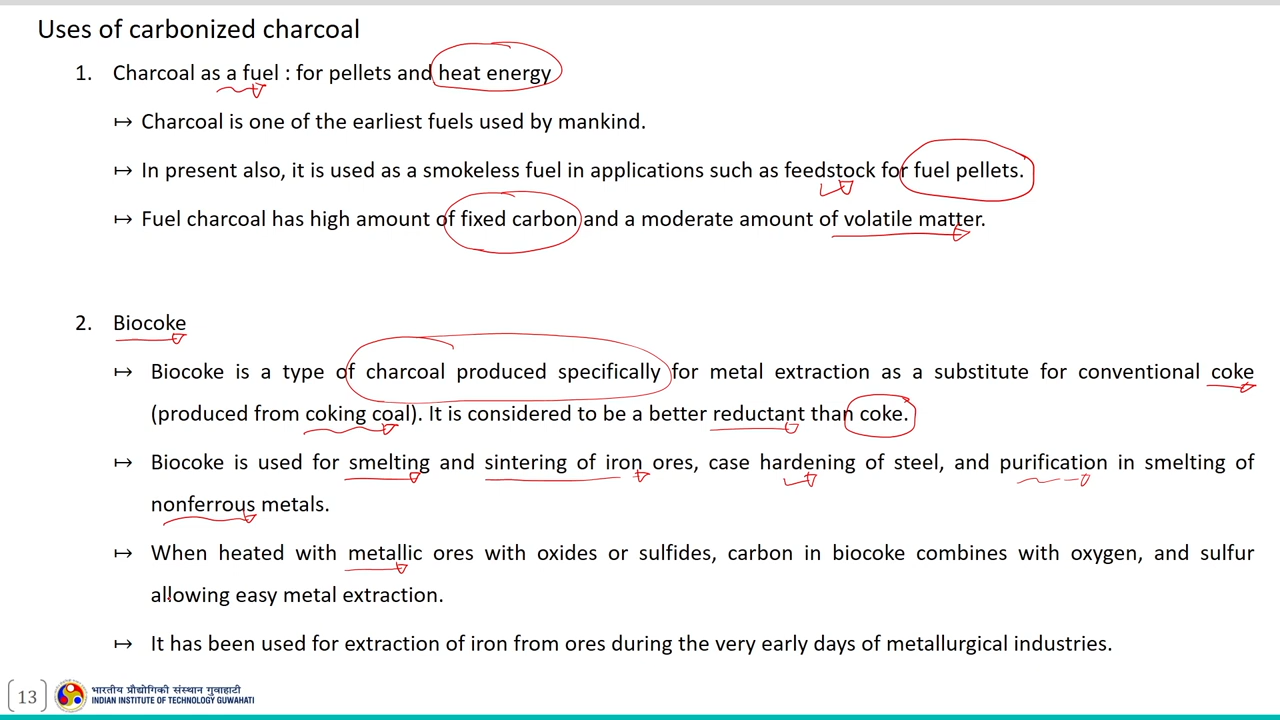 Uses of carbonized charcoal
1. Charcoal as a fuel : for pellets and heat energy
↦ Charcoal is one of the earliest fuels used by mankind.
↦ In present also, it is used as a smokeless fuel in applications such as feedstock for fuel pellets.
↦ Fuel charcoal has high amount of fixed carbon and a moderate amount of volatile matter.
2. Biocoke
↦ Biocoke is a type of charcoal produced specifically for metal extraction as a substitute for conventional coke
(produced from coking coal). It is considered to be a better reductant than coke.
↦ Biocoke is used for smelting and sintering of iron ores, case hardening of steel, and purification in smelting of
nonferrous metals.
↦ When heated with metallic ores with oxides or sulfides, carbon in biocoke combines with oxygen, and sulfur
allowing easy metal extraction.
↦ It has been used for extraction of iron from ores during the very early days of metallurgical industries.
13
भारतीय प्रौद्योगिकी संस्थान गुवाहाटी
INDIAN INSTITUTE OF TECHNOLOGY GUWAHATI